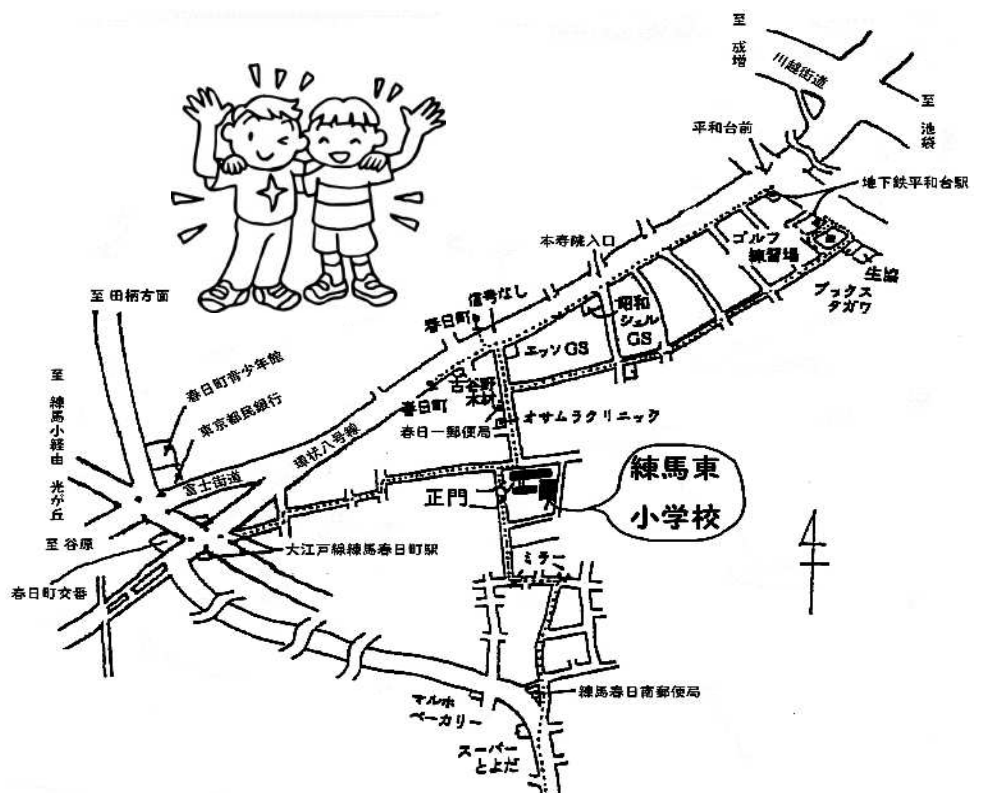 至 成増
川越街道
至 池袋
平和台前
地下鉄平和台駅
本寿院入口
ゴルフ
練習場
生協
ブックス
タガワ
至 田柄方面
信号なし
春日町
昭和
シェル
GS
エッソGS
春日町青少年館
東京都民銀行
至 練馬小経由 光が丘
古谷野
木材
春日町
オサムラクリニック
春日一郵便局
環状八号線
富士街道
練馬東
小学校
正門
至 谷原
大江戸線練馬春日町駅
ミラー
春日町交番
練馬春日南郵便局
マルホ
ベーカリー
スーパー
とよだ